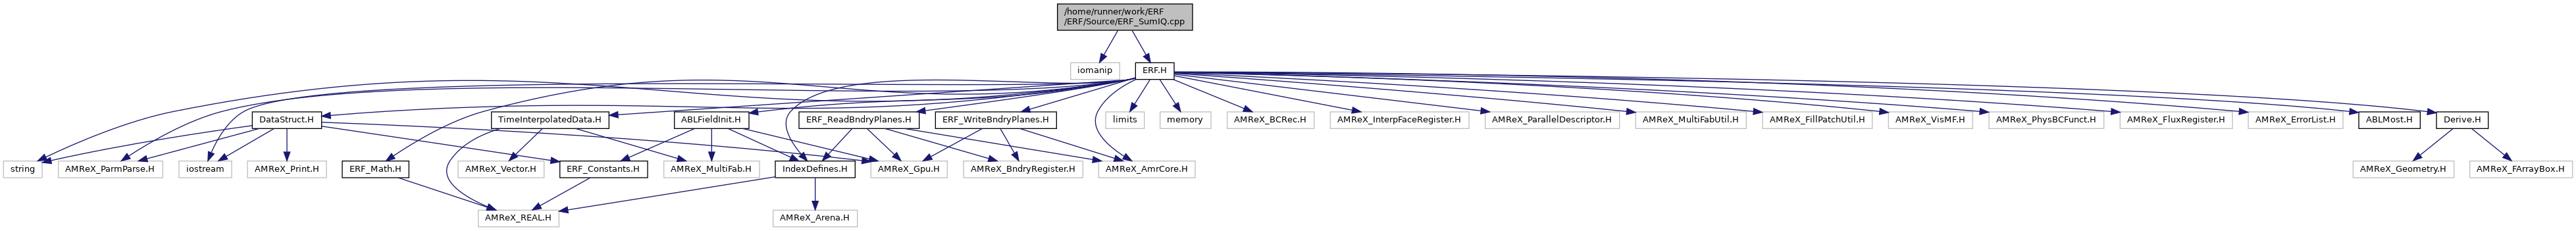 /home/runner/work/ERF
/ERF/Source/ERF_SumIQ.cpp
iomanip
ERF.H
DataStruct.H
TimeInterpolatedData.H
ABLFieldInit.H
ERF_ReadBndryPlanes.H
ERF_WriteBndryPlanes.H
limits
memory
AMReX_BCRec.H
AMReX_InterpFaceRegister.H
AMReX_ParallelDescriptor.H
AMReX_MultiFabUtil.H
AMReX_FillPatchUtil.H
AMReX_VisMF.H
AMReX_PhysBCFunct.H
AMReX_FluxRegister.H
AMReX_ErrorList.H
ABLMost.H
Derive.H
string
AMReX_ParmParse.H
iostream
AMReX_Print.H
ERF_Math.H
AMReX_Vector.H
ERF_Constants.H
AMReX_MultiFab.H
IndexDefines.H
AMReX_Gpu.H
AMReX_BndryRegister.H
AMReX_AmrCore.H
AMReX_Geometry.H
AMReX_FArrayBox.H
AMReX_REAL.H
AMReX_Arena.H